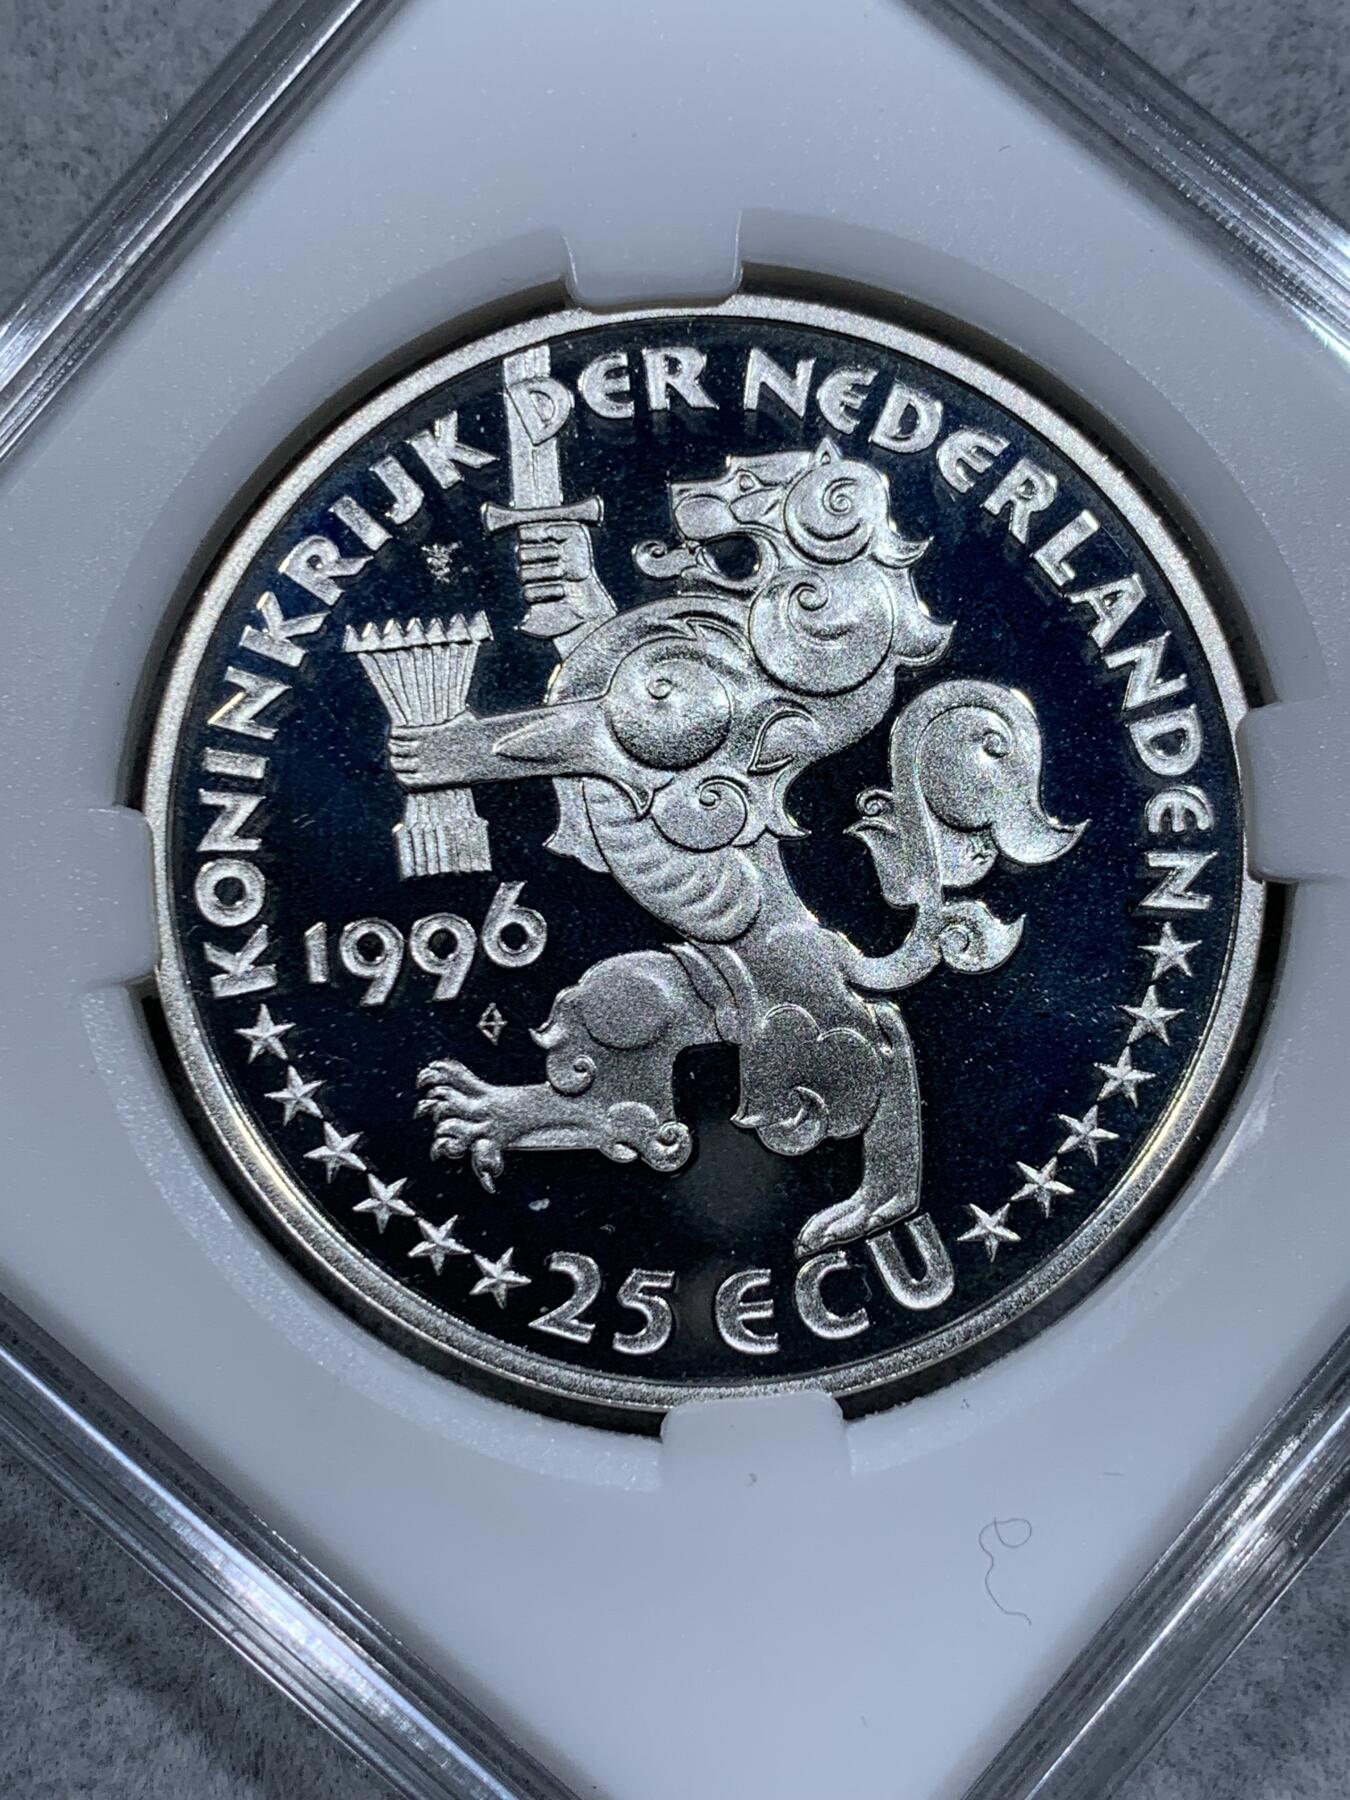 KONINKRIJK DER NEDERLANDEN
1996
25 ECU